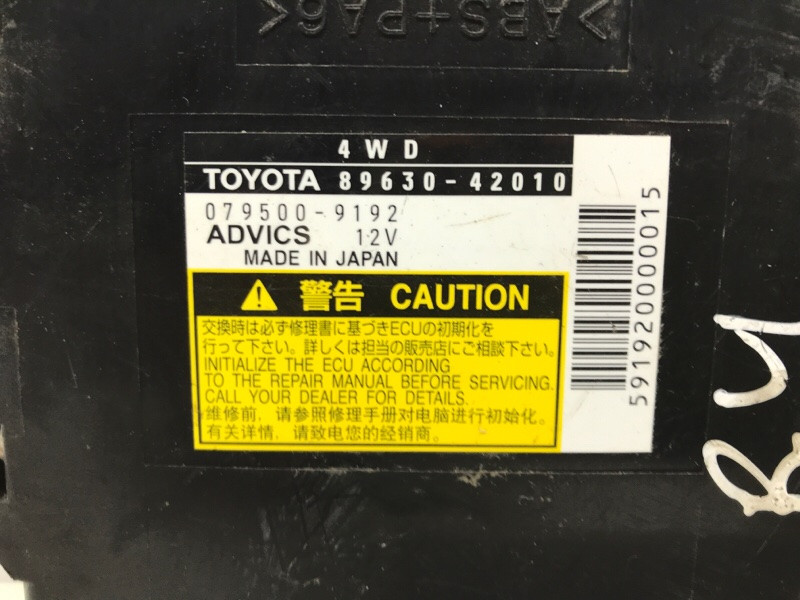 >ABS+PA6<
4WD
TOYOTA 89630-42010
079500-9192
ADVICS 12V
MADE IN JAPAN
警告 CAUTION
交換時は必ず修理書に基づきECUの初期化を
行って下さい。詳しくは担当の販売店にご相談下さい。
INITIALIZE THE ECU ACCORDING
TO THE REPAIR MANUAL BEFORE SERVICING.
CALL YOUR DEALER FOR DETAILS.
维修前，请参照修理手册对电脑进行初始化。
有关详情，请致电您的经销商。
591920000015